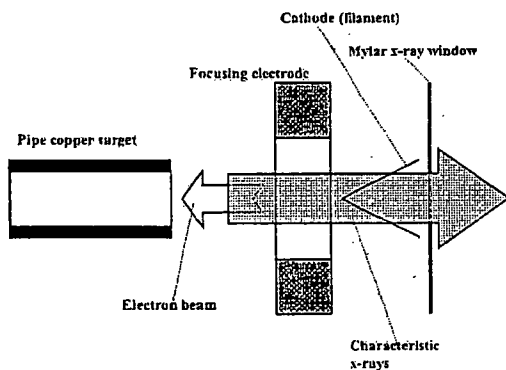 Cathode (filament)
Mylar x-ray window
Focusing electrode
Pipe copper target
Electron beam
Characteristic
x-rays